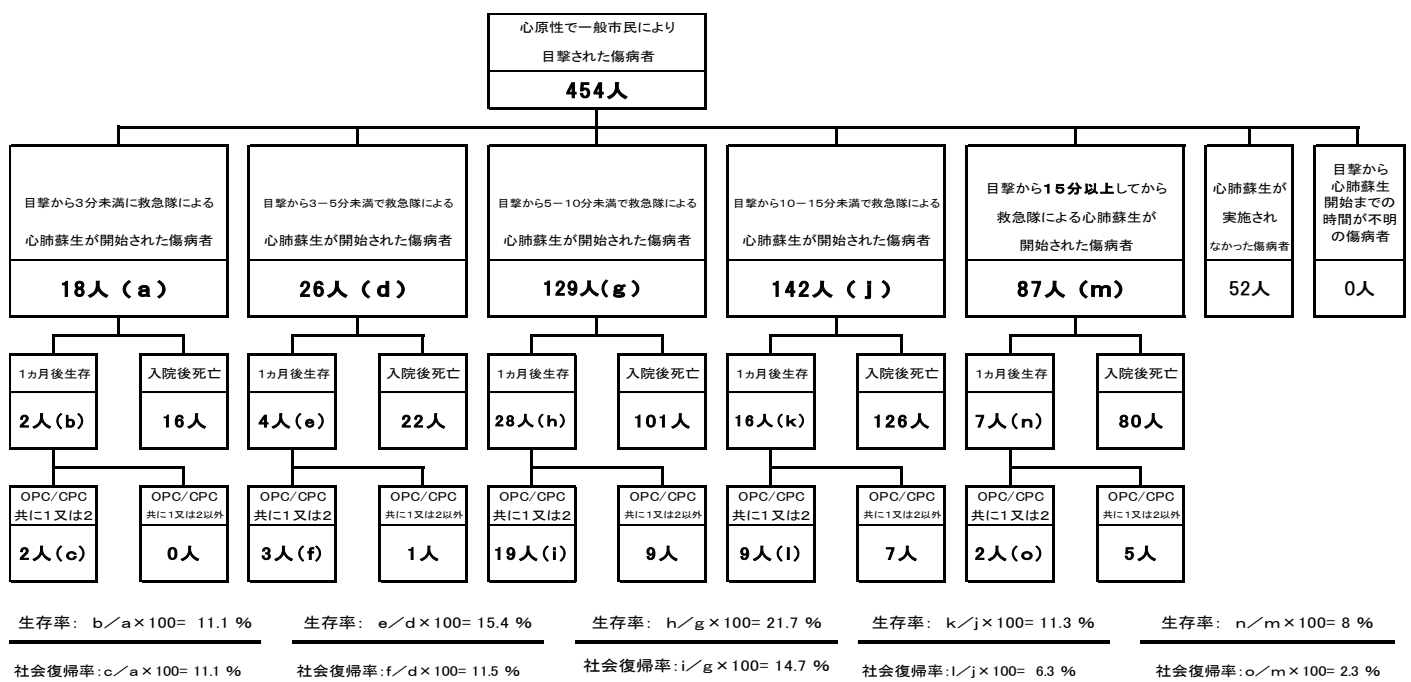 心原性で一般市民により
目撃された傷病者
454人
目撃から3分未満に救急隊による
心肺蘇生が開始された傷病者
18人（a）
目撃から3－5分未満で救急隊による
心肺蘇生が開始された傷病者
26人（d）
目撃から5－10分未満で救急隊による
心肺蘇生が開始された傷病者
129人(g)
目撃から10－15分未満で救急隊による
心肺蘇生が開始された傷病者
142人（j）
目撃から15分以上してから
救急隊による心肺蘇生が
開始された傷病者
87人（m）
心肺蘇生が
実施され
なかった傷病者
52人
目撃から
心肺蘇生
開始までの
時間が不明
の傷病者
0人
1ヵ月後生存
2人(b)
入院後死亡
16人
1ヵ月後生存
4人(e)
入院後死亡
22人
1ヵ月後生存
28人(h)
入院後死亡
101人
1ヵ月後生存
16人(k)
入院後死亡
126人
1ヵ月後生存
7人(n)
入院後死亡
80人
OPC/CPC
共に1又は2
2人(c)
OPC/CPC
共に1又は2以外
0人
OPC/CPC
共に1又は2
3人(f)
OPC/CPC
共に1又は2以外
1人
OPC/CPC
共に1又は2
19人(i)
OPC/CPC
共に1又は2以外
9人
OPC/CPC
共に1又は2
9人(l)
OPC/CPC
共に1又は2以外
7人
OPC/CPC
共に1又は2
2人(o)
OPC/CPC
共に1又は2以外
5人
生存率： b／a×100= 11.1 %
生存率： e／d×100= 15.4 %
生存率： h／g×100= 21.7 %
生存率： k／j×100= 11.3 %
生存率： n／m×100= 8 %
社会復帰率：c／a×100= 11.1 %
社会復帰率：f／d×100= 11.5 %
社会復帰率：i／g×100= 14.7 %
社会復帰率：l／j×100= 6.3 %
社会復帰率：o／m×100= 2.3 %